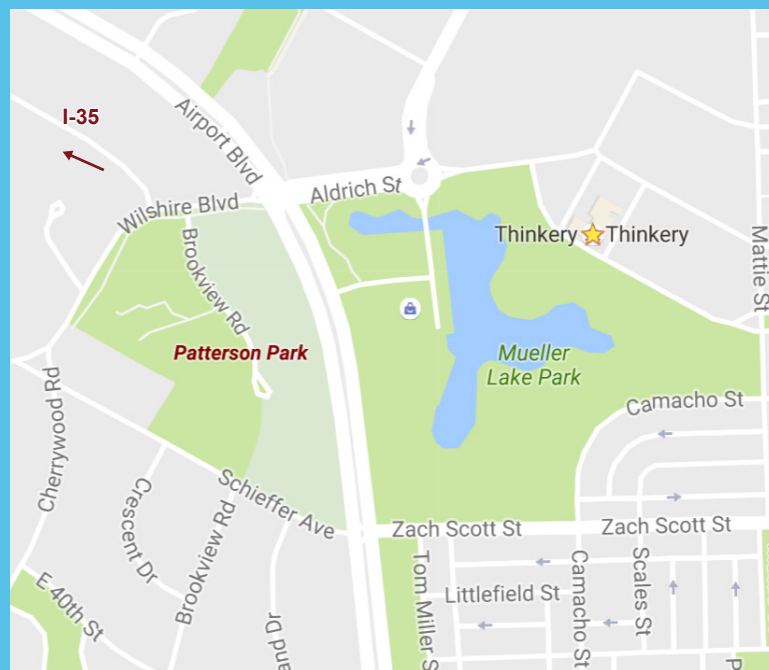 I-35
Airport Blvd
Aldrich St
Wilshire Blvd
Thinkery
Thinkery
Mattie St
Brookview Rd
Patterson Park
Mueller
Lake Park
Camacho St
Cherrywood Rd
Schieffer Ave
Zach Scott St
Zach Scott St
Crescent Dr
Brookview Rd
Tom Miller S
Littlefield St
Camacho St
Scales St
E 40th St
and Dr
P